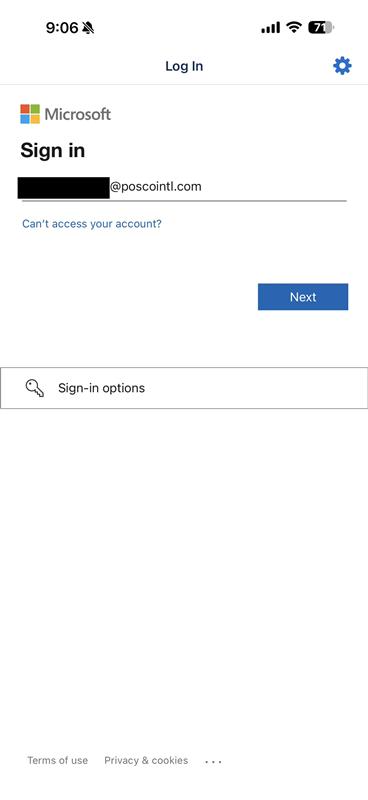 9:06
71
Log In
Microsoft
Sign in
@poscointl.com
Can't access your account?
Next
Sign-in options
Terms of use Privacy & cookies ...